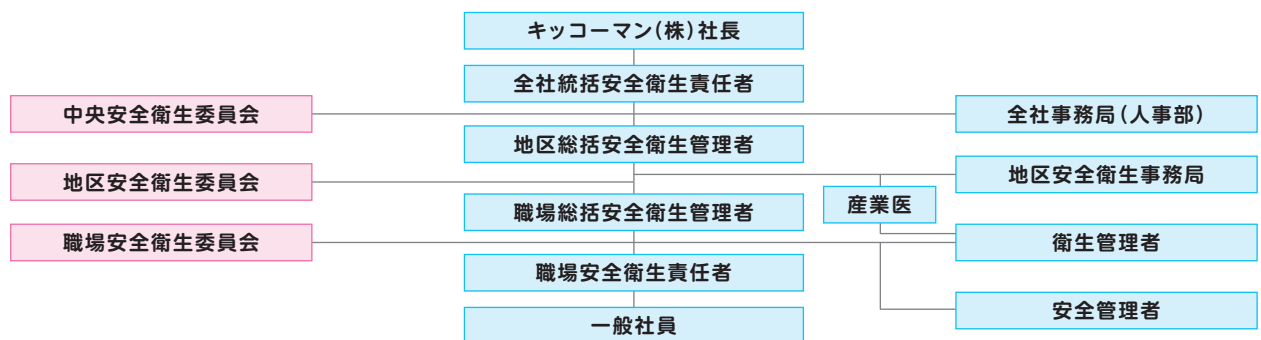 キッコーマン(株)社長
全社統括安全衛生責任者
中央安全衛生委員会
全社事務局(人事部)
地区総括安全衛生管理者
地区安全衛生委員会
地区安全衛生事務局
産業医
職場総括安全衛生管理者
職場安全衛生委員会
衛生管理者
職場安全衛生責任者
安全管理者
一般社員